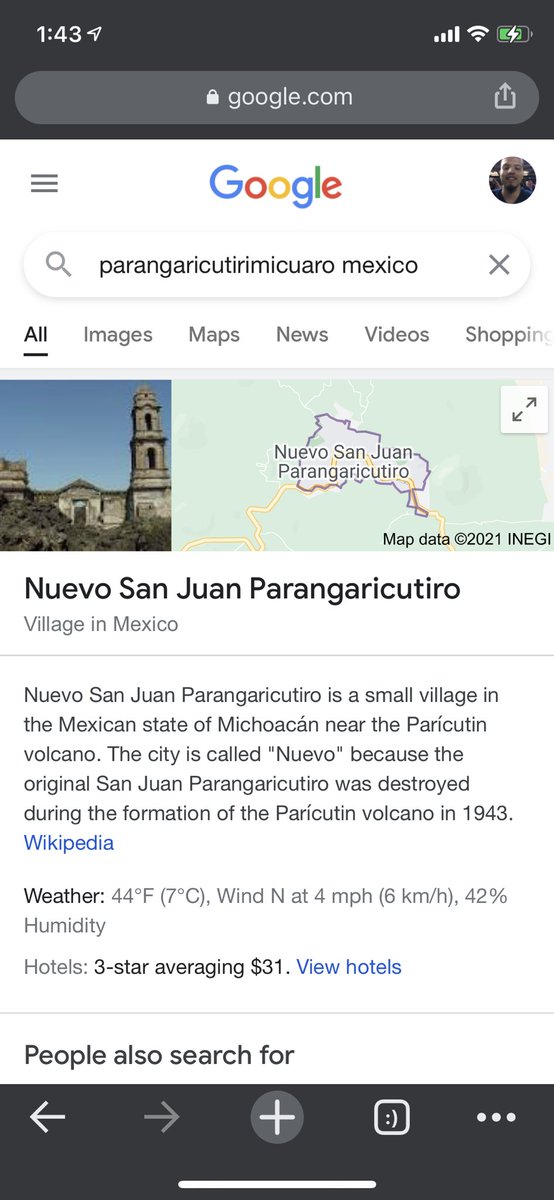 1:43
google.com
Google
parangaricutirimicuaro mexico
All Images Maps News Videos Shopping
Nuevo San Juan
Parangaricutiro
Map data ©2021 INEGI
Nuevo San Juan Parangaricutiro
Village in Mexico
Nuevo San Juan Parangaricutiro is a small village in
the Mexican state of Michoacán near the Parícutin
volcano. The city is called "Nuevo" because the
original San Juan Parangaricutiro was destroyed
during the formation of the Parícutin volcano in 1943.
Wikipedia
Weather: 44°F (7°C), Wind N at 4 mph (6 km/h), 42%
Humidity
Hotels: 3-star averaging $31. View hotels
People also search for
:)